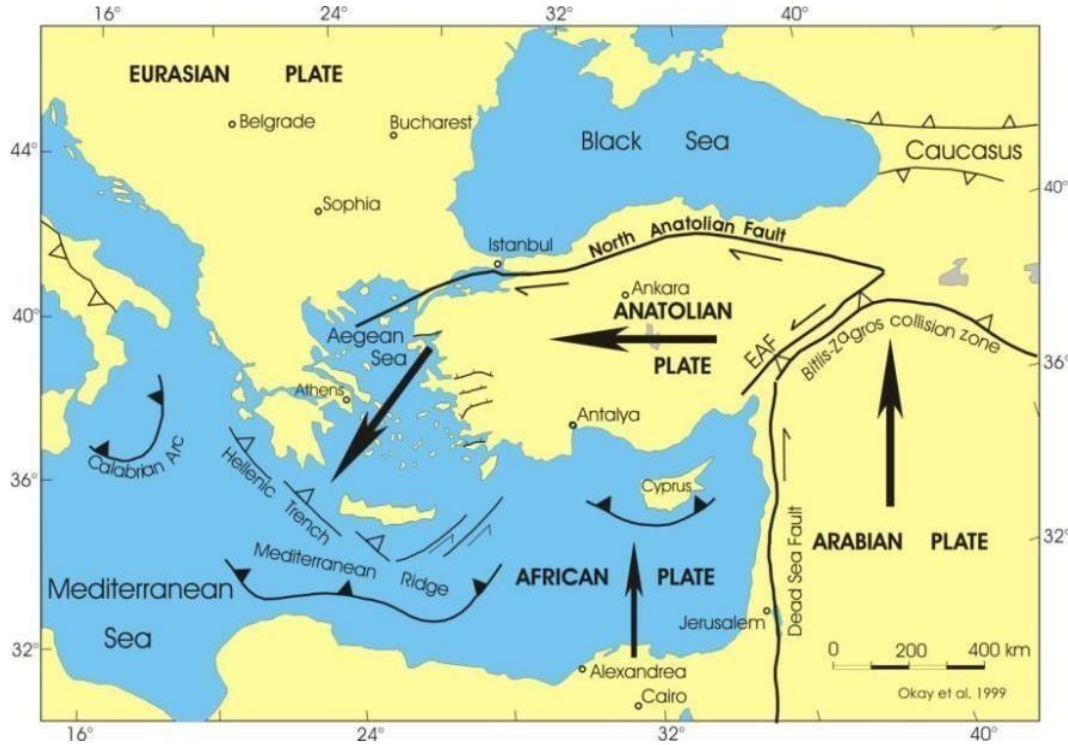 16° 24° 32° 40°
EURASIAN PLATE
Belgrade
Bucharest
Black Sea
Caucasus
44°
40°
Sophia
Istanbul
North Anatolian Fault
Ankara
ANATOLIAN
PLATE
40°
Aegean
Sea
EAF
Bitlis-Zagros collision zone
36°
Athens
Antalya
Calabrian Arc
36°
Hellenic
Trench
Cyprus
Mediterranean Ridge
AFRICAN PLATE
Dead Sea Fault
ARABIAN PLATE
32°
Mediterranean
Sea
Jerusalem
32°
Alexandrea
Cairo
0 200 400 km
Okay et al. 1999
16° 24° 32° 40°